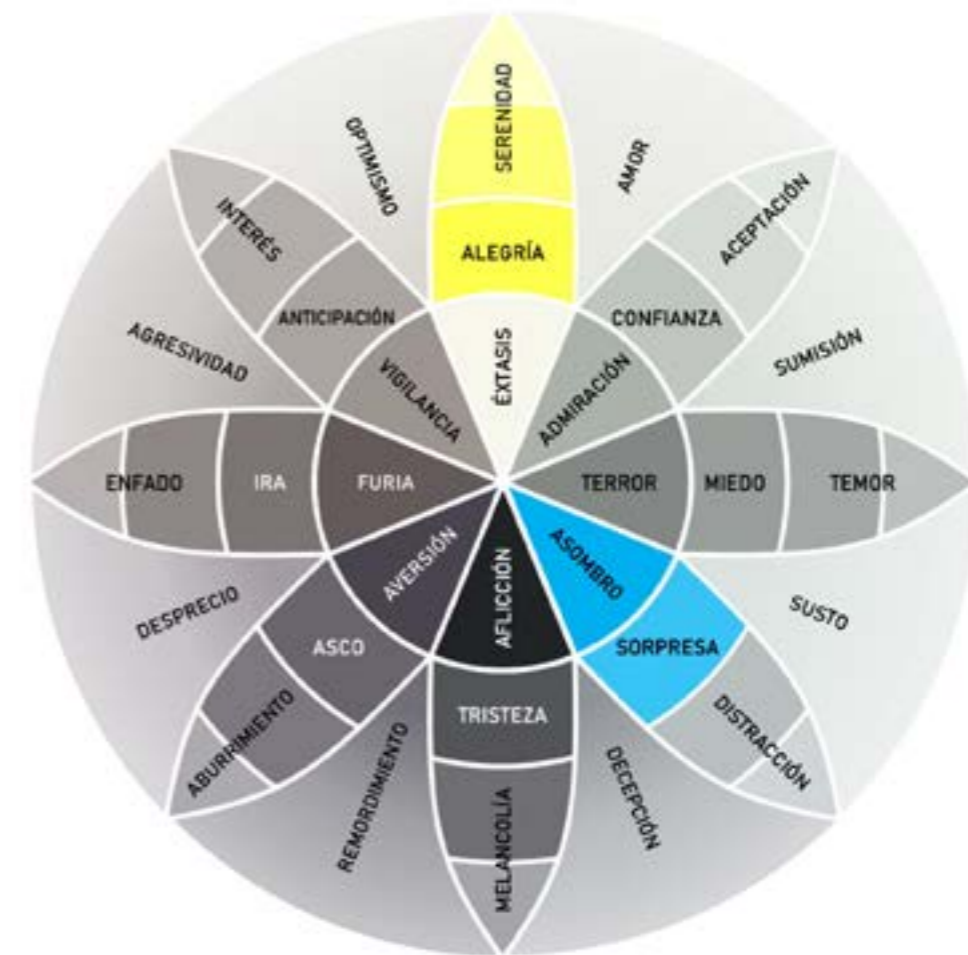 SERENIDAD
ALEGRÍA
ÉXTASIS
AMOR
ACEPTACIÓN
CONFIANZA
ADMIRACIÓN
SUMISIÓN
TEMOR
MIEDO
TERROR
SUSTO
DISTRACCIÓN
SORPRESA
ASOMBRO
DECEPCIÓN
MELANCOLÍA
TRISTEZA
AFLICCIÓN
REMORDIMIENTO
ABURRIMIENTO
ASCO
AVERSIÓN
DESPRECIO
ENFADO
IRA
FURIA
AGRESIVIDAD
INTERÉS
ANTICIPACIÓN
VIGILANCIA
OPTIMISMO